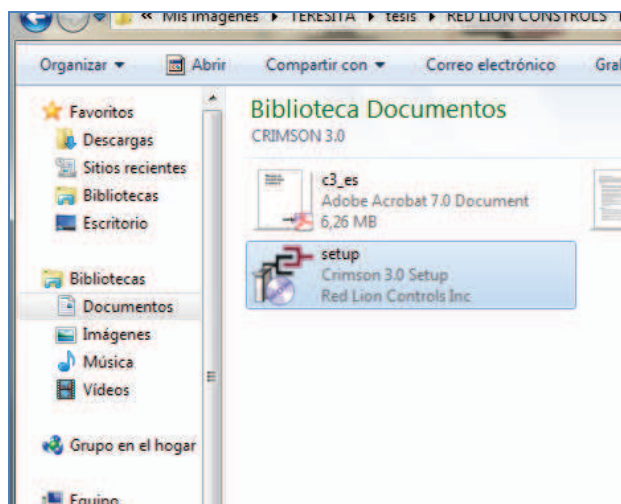 « Mis imágenes ▸ TERESITA ▸ tesis ▸ RED LION CONSTROLS
Organizar Abrir Compartir con Correo electrónico
Favoritos
Descargas
Sitios recientes
Bibliotecas
Escritorio
Bibliotecas
Documentos
Imágenes
Música
Vídeos
Grupo en el hogar
Equipo
Biblioteca Documentos
CRIMSON 3.0
c3_es
Adobe Acrobat 7.0 Document
6,26 MB
setup
Crimson 3.0 Setup
Red Lion Controls Inc